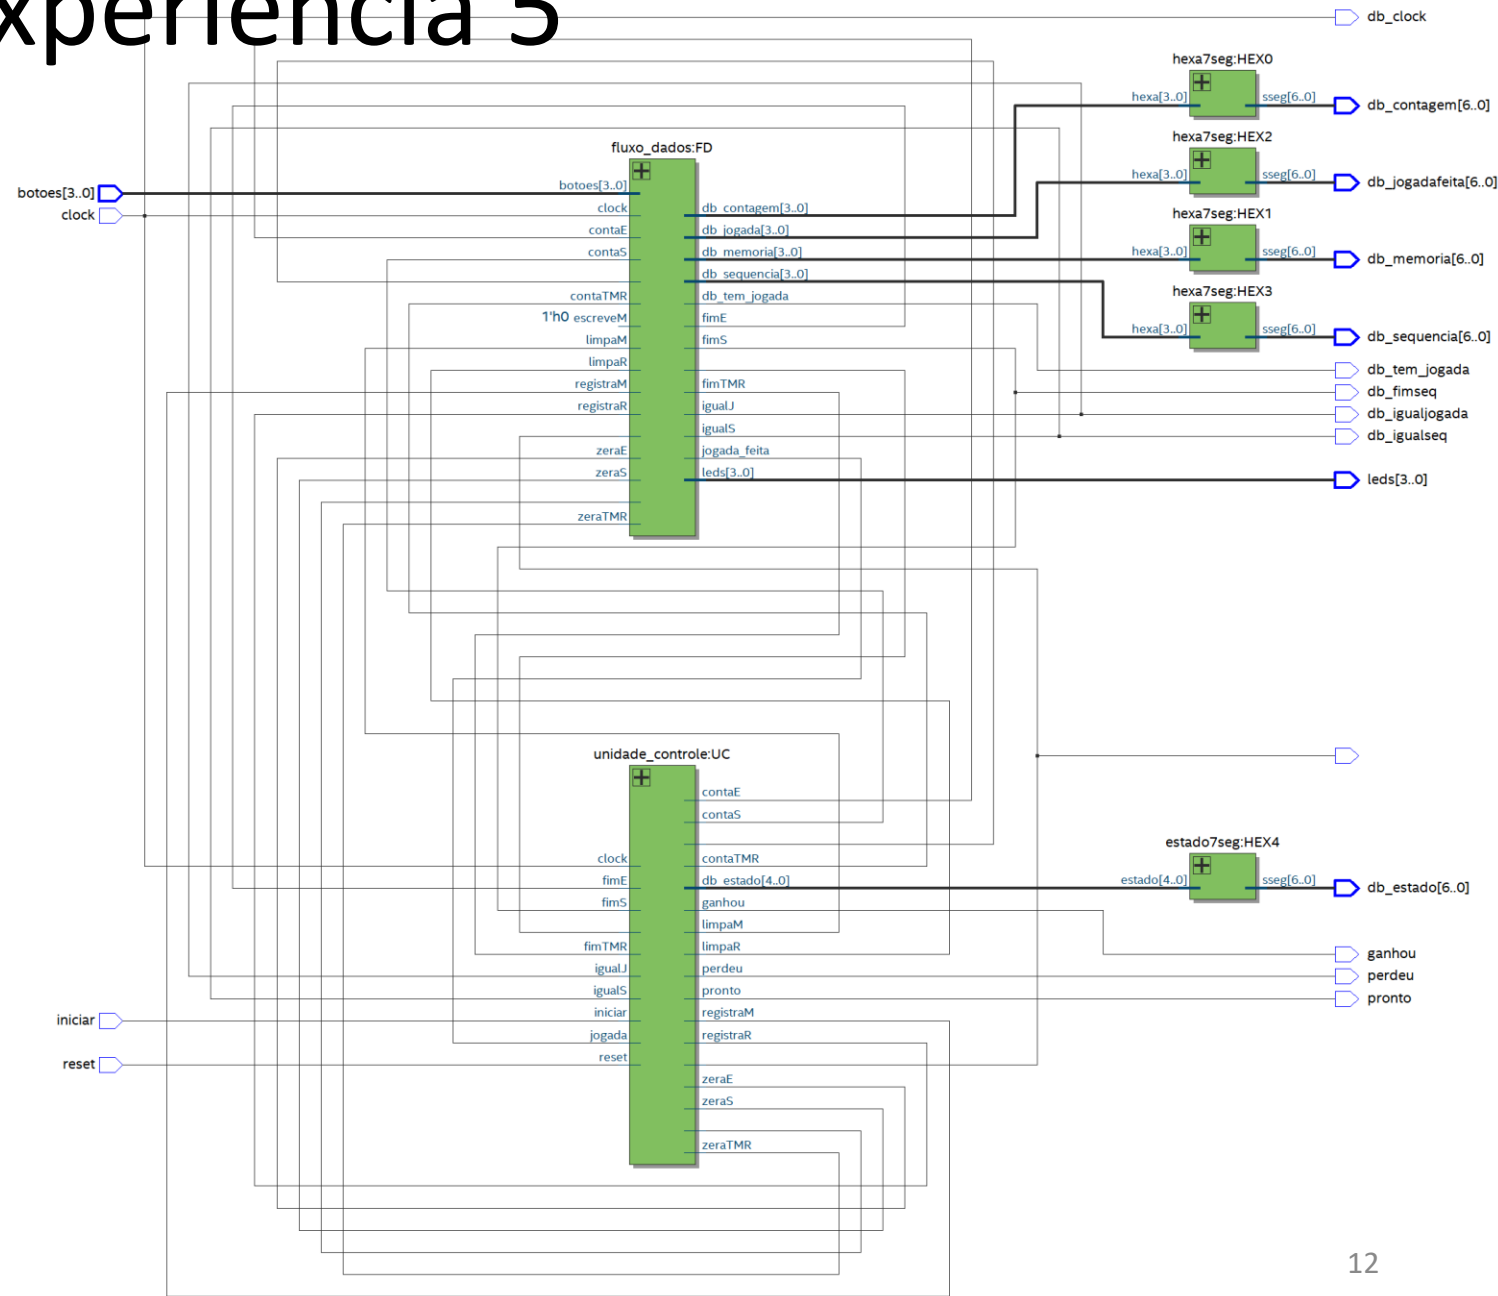 xperiência 5
db_clock
hexa7seg:HEX0
hexa[3..0]
sseg[6..0]
db_contagem[6..0]
hexa7seg:HEX2
hexa[3..0]
sseg[6..0]
db_jogadafeita[6..0]
hexa7seg:HEX1
hexa[3..0]
sseg[6..0]
db_memoria[6..0]
hexa7seg:HEX3
hexa[3..0]
sseg[6..0]
db_sequencia[6..0]
db_tem_jogada
db_fimseq
db_igualjogada
db_igualseq
leds[3..0]
botoes[3..0]
clock
fluxo_dados:FD
botoes[3..0]
clock
contaE
contaS
contaTMR
1'h0 escreveM
limpaM
limpaR
registraM
registraR
zeraE
zeraS
zeraTMR
db_contagem[3..0]
db_jogada[3..0]
db_memoria[3..0]
db_sequencia[3..0]
db_tem_jogada
fimE
fimS
fimTMR
igualJ
igualS
jogada_feita
leds[3..0]
unidade_controle:UC
clock
fimE
fimS
fimTMR
igualJ
igualS
iniciar
jogada
reset
contaE
contaS
contaTMR
db_estado[4..0]
ganhou
limpaM
limpaR
perdeu
pronto
registraM
registraR
zeraE
zeraS
zeraTMR
iniciar
reset
estado7seg:HEX4
estado[4..0]
sseg[6..0]
db_estado[6..0]
ganhou
perdeu
pronto
12